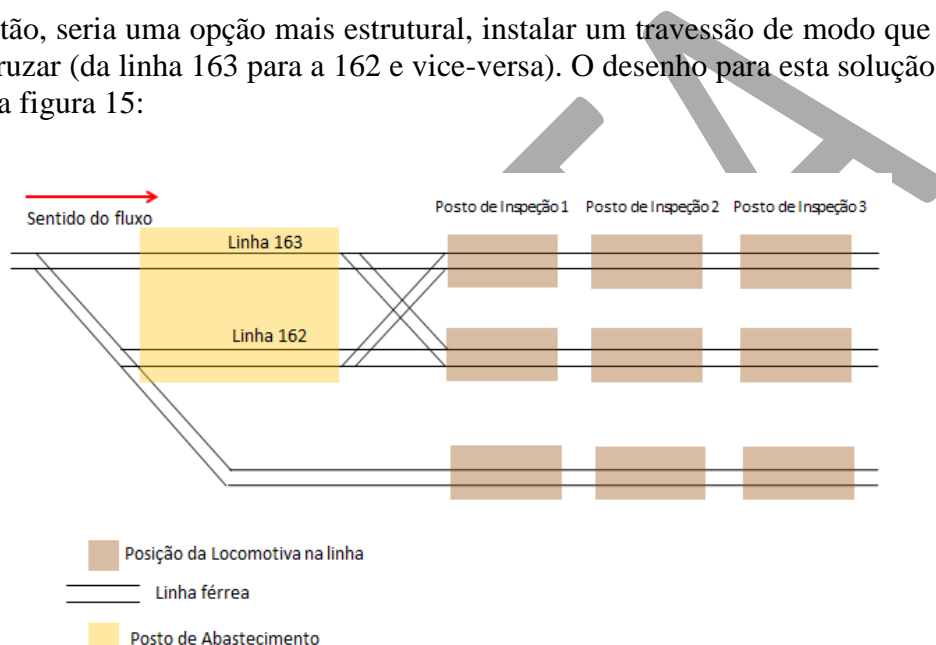 tão, seria uma opção mais estrutural, instalar um travessão de modo que
ruzar (da linha 163 para a 162 e vice-versa). O desenho para esta solução
a figura 15:
Posto de Inspeção 1 Posto de Inspeção 2 Posto de Inspeção 3
Sentido do fluxo
Linha 163
Linha 162
Posição da Locomotiva na linha
Linha férrea
Posto de Abastecimento